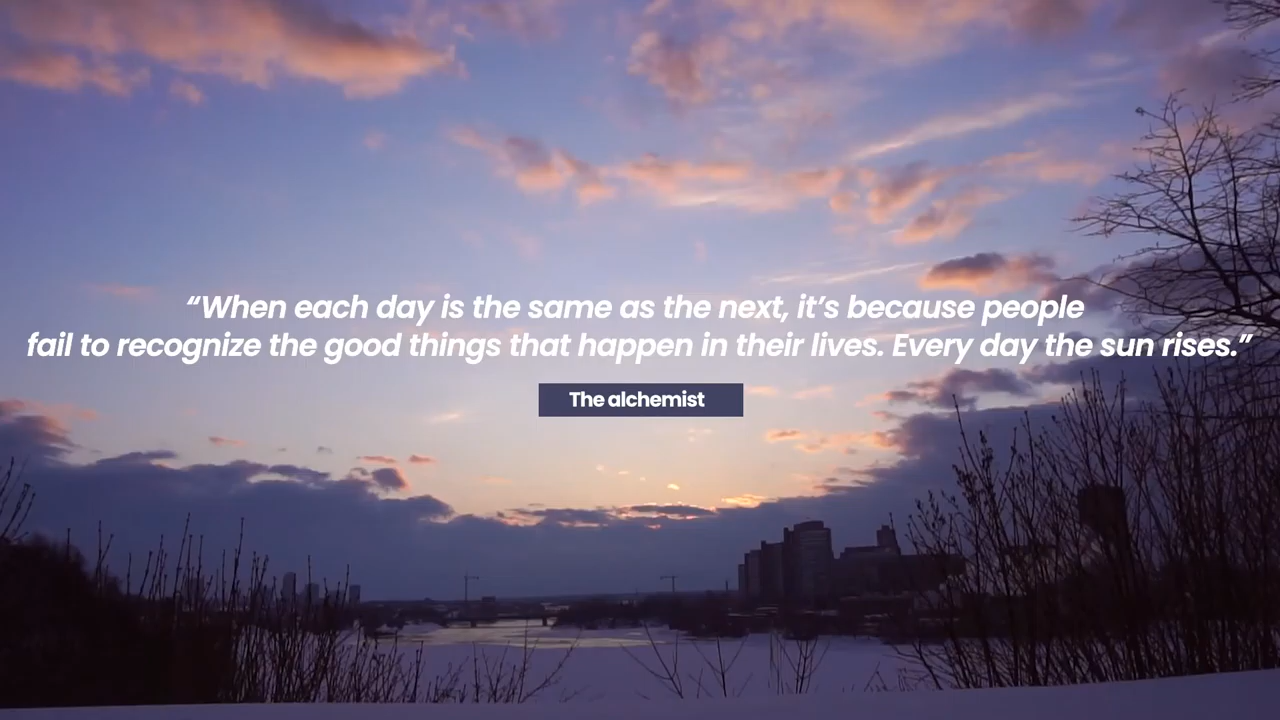 “When each day is the same as the next, it’s because people
fail to recognize the good things that happen in their lives. Every day the sun rises.”
The alchemist